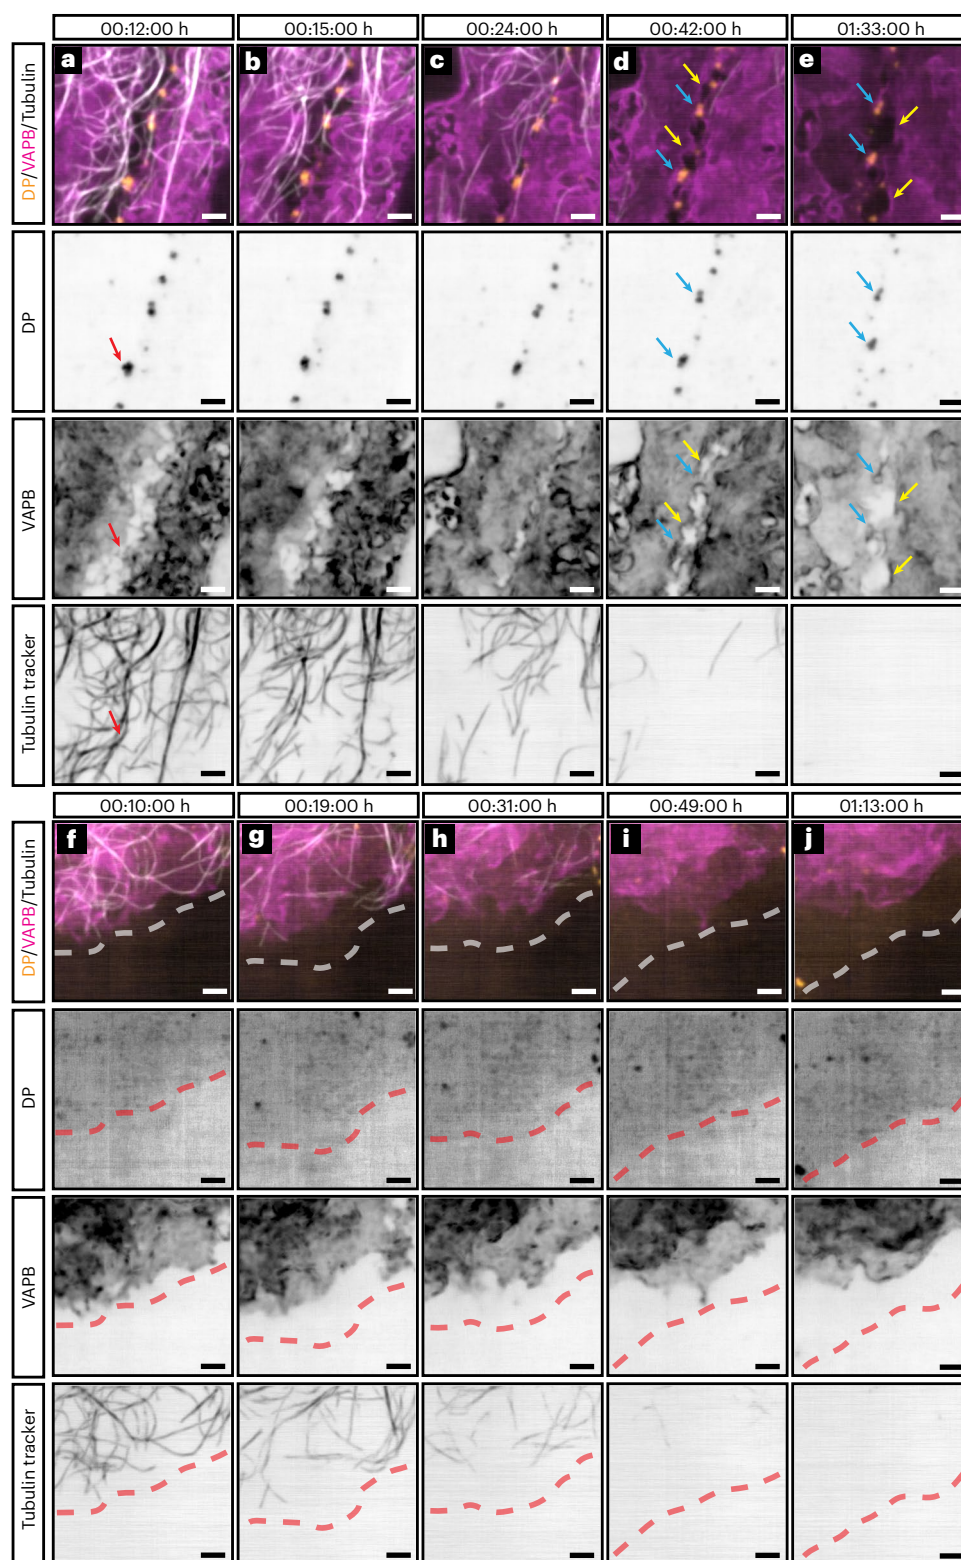 00:12:00 h 00:15:00 h 00:24:00 h 00:42:00 h 01:33:00 h
DP/VAPB/Tubulin a b c d e
DP
VAPB
Tubulin tracker
00:10:00 h 00:19:00 h 00:31:00 h 00:49:00 h 01:13:00 h
DP/VAPB/Tubulin f g h i j
DP
VAPB
Tubulin tracker